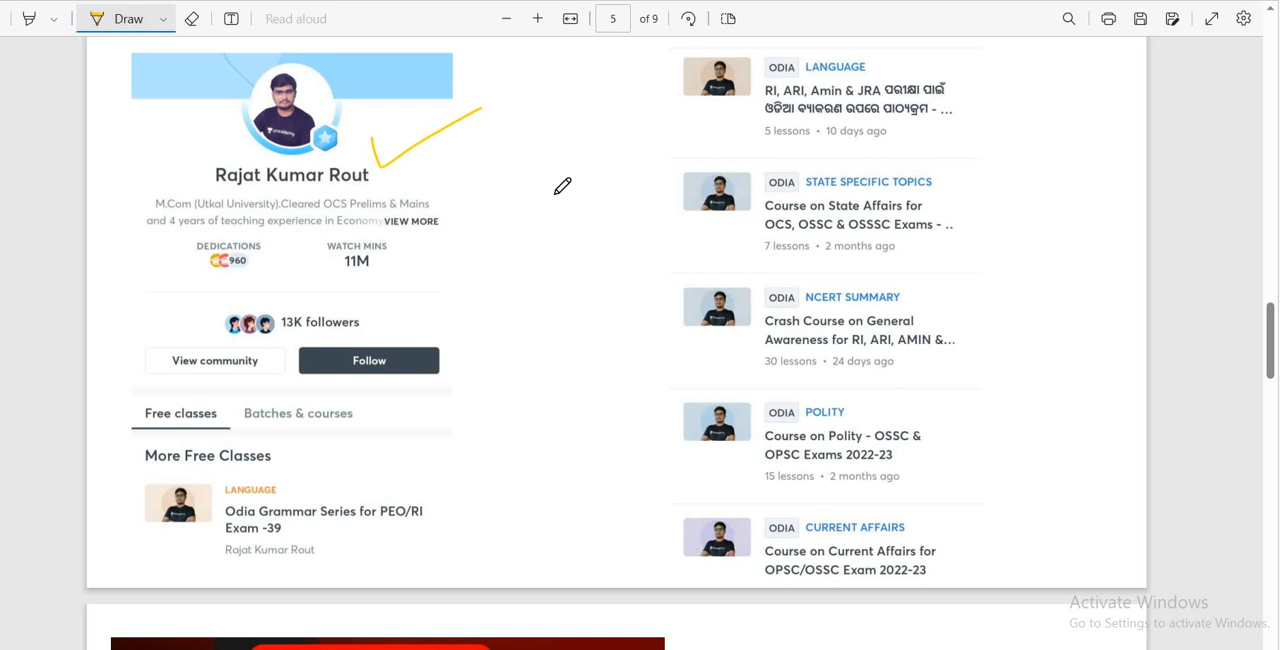 Draw
Read aloud
5 of 9
Rajat Kumar Rout
M.Com (Utkal University).Cleared OCS Prelims & Mains
and 4 years of teaching experience in Economy VIEW MORE
DEDICATIONS
960
WATCH MINS
11M
13K followers
View community
Follow
Free classes
Batches & courses
More Free Classes
LANGUAGE
Odia Grammar Series for PEO/RI
Exam -39
Rajat Kumar Rout
ODIA LANGUAGE
RI, ARI, Amin & JRA ପରୀକ୍ଷା ପାଇଁ
ଓଡିଆ ବ୍ୟାକରଣ ଉପରେ ପାଠ୍ୟକ୍ରମ - ...
5 lessons • 10 days ago
ODIA STATE SPECIFIC TOPICS
Course on State Affairs for
OCS, OSSC & OSSSC Exams - ..
7 lessons • 2 months ago
ODIA NCERT SUMMARY
Crash Course on General
Awareness for RI, ARI, AMIN &...
30 lessons • 24 days ago
ODIA POLITY
Course on Polity - OSSC &
OPSC Exams 2022-23
15 lessons • 2 months ago
ODIA CURRENT AFFAIRS
Course on Current Affairs for
OPSC/OSSC Exam 2022-23
Activate Windows
Go to Settings to activate Windows.